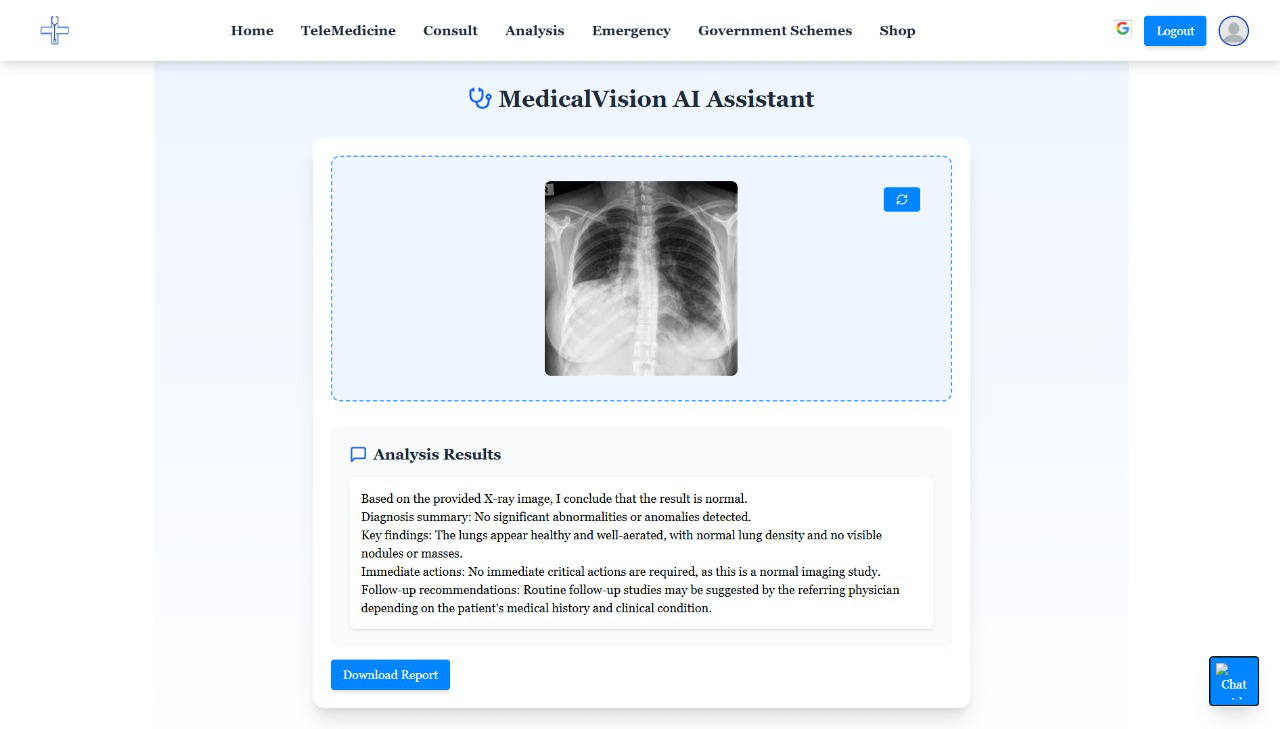 Home TeleMedicine Consult Analysis Emergency Government Schemes Shop Logout
MedicalVision AI Assistant
Analysis Results
Based on the provided X-ray image, I conclude that the result is normal.
Diagnosis summary: No significant abnormalities or anomalies detected.
Key findings: The lungs appear healthy and well-aerated, with normal lung density and no visible
nodules or masses.
Immediate actions: No immediate critical actions are required, as this is a normal imaging study.
Follow-up recommendations: Routine follow-up studies may be suggested by the referring physician
depending on the patient's medical history and clinical condition.
Download Report
Chat